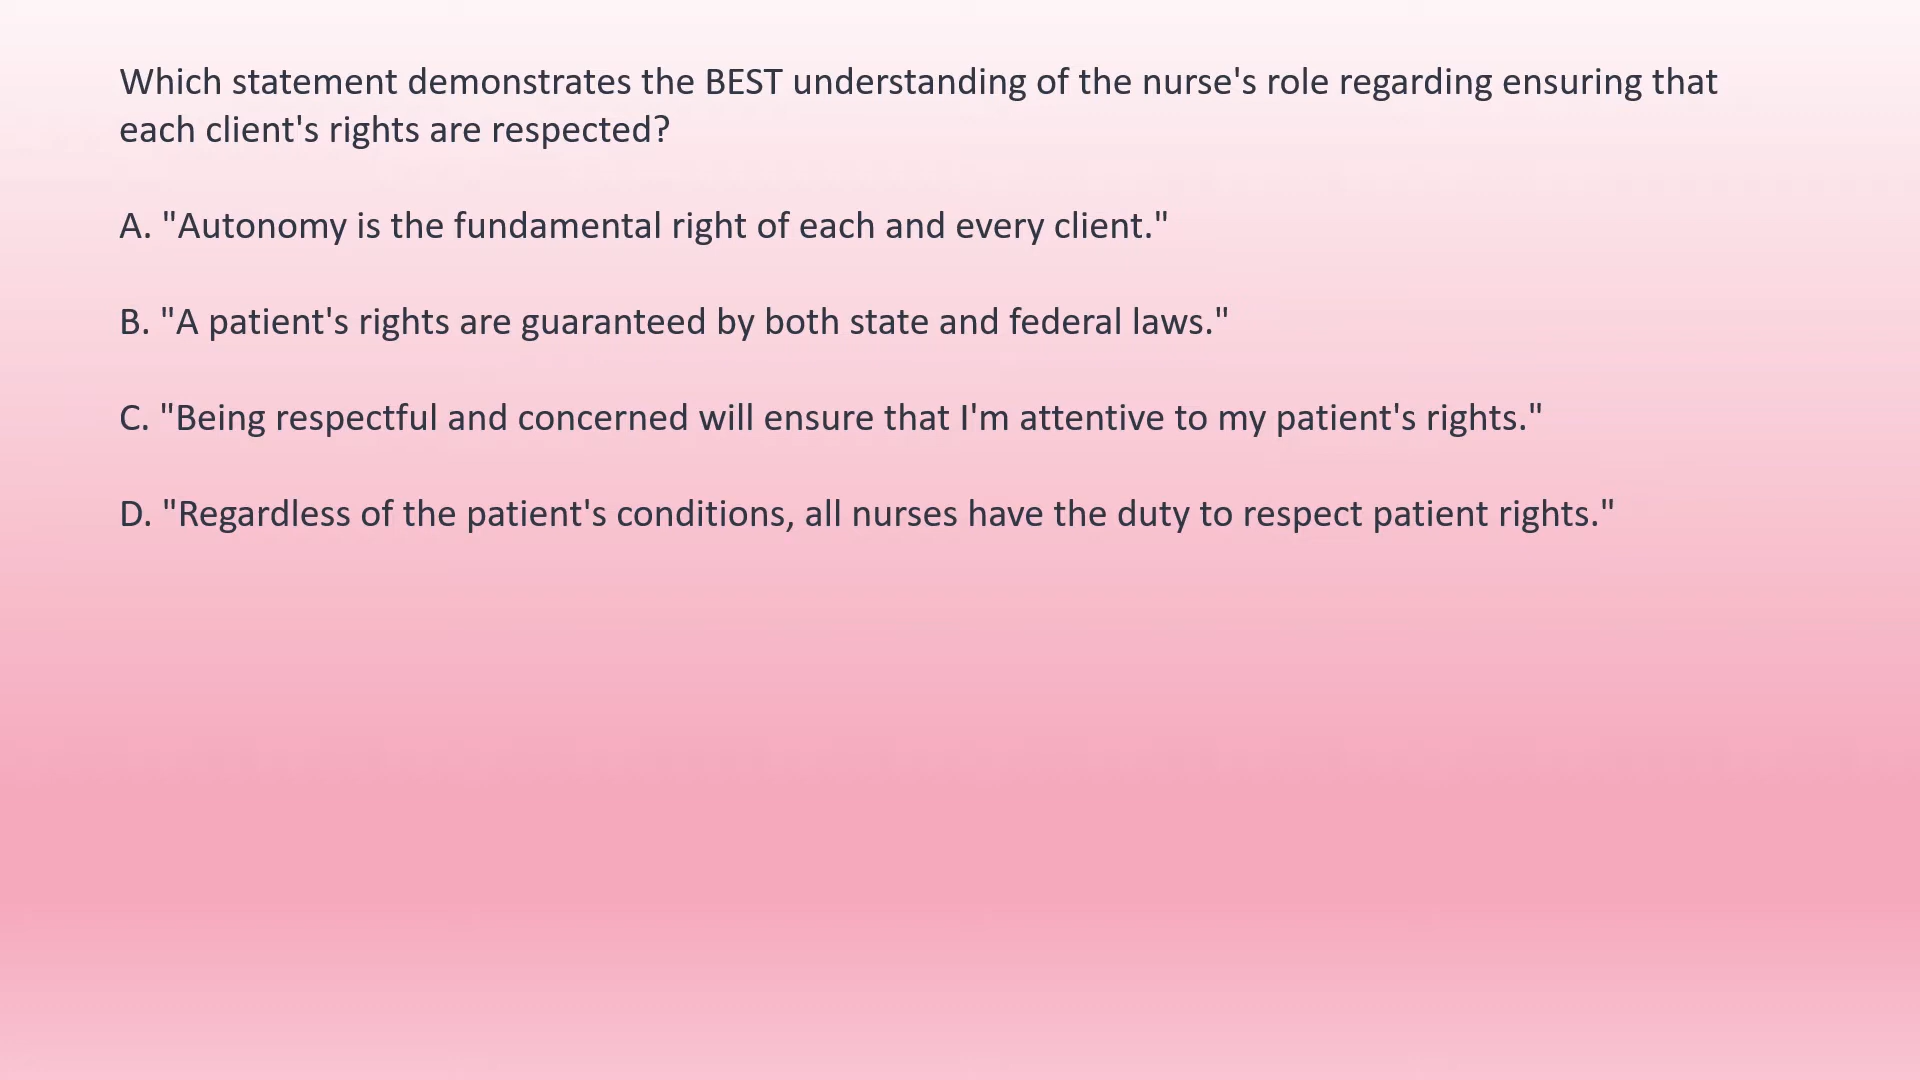 Which statement demonstrates the BEST understanding of the nurse's role regarding ensuring that
each client's rights are respected?
A. "Autonomy is the fundamental right of each and every client."
B. "A patient's rights are guaranteed by both state and federal laws."
C. "Being respectful and concerned will ensure that I'm attentive to my patient's rights."
D. "Regardless of the patient's conditions, all nurses have the duty to respect patient rights."